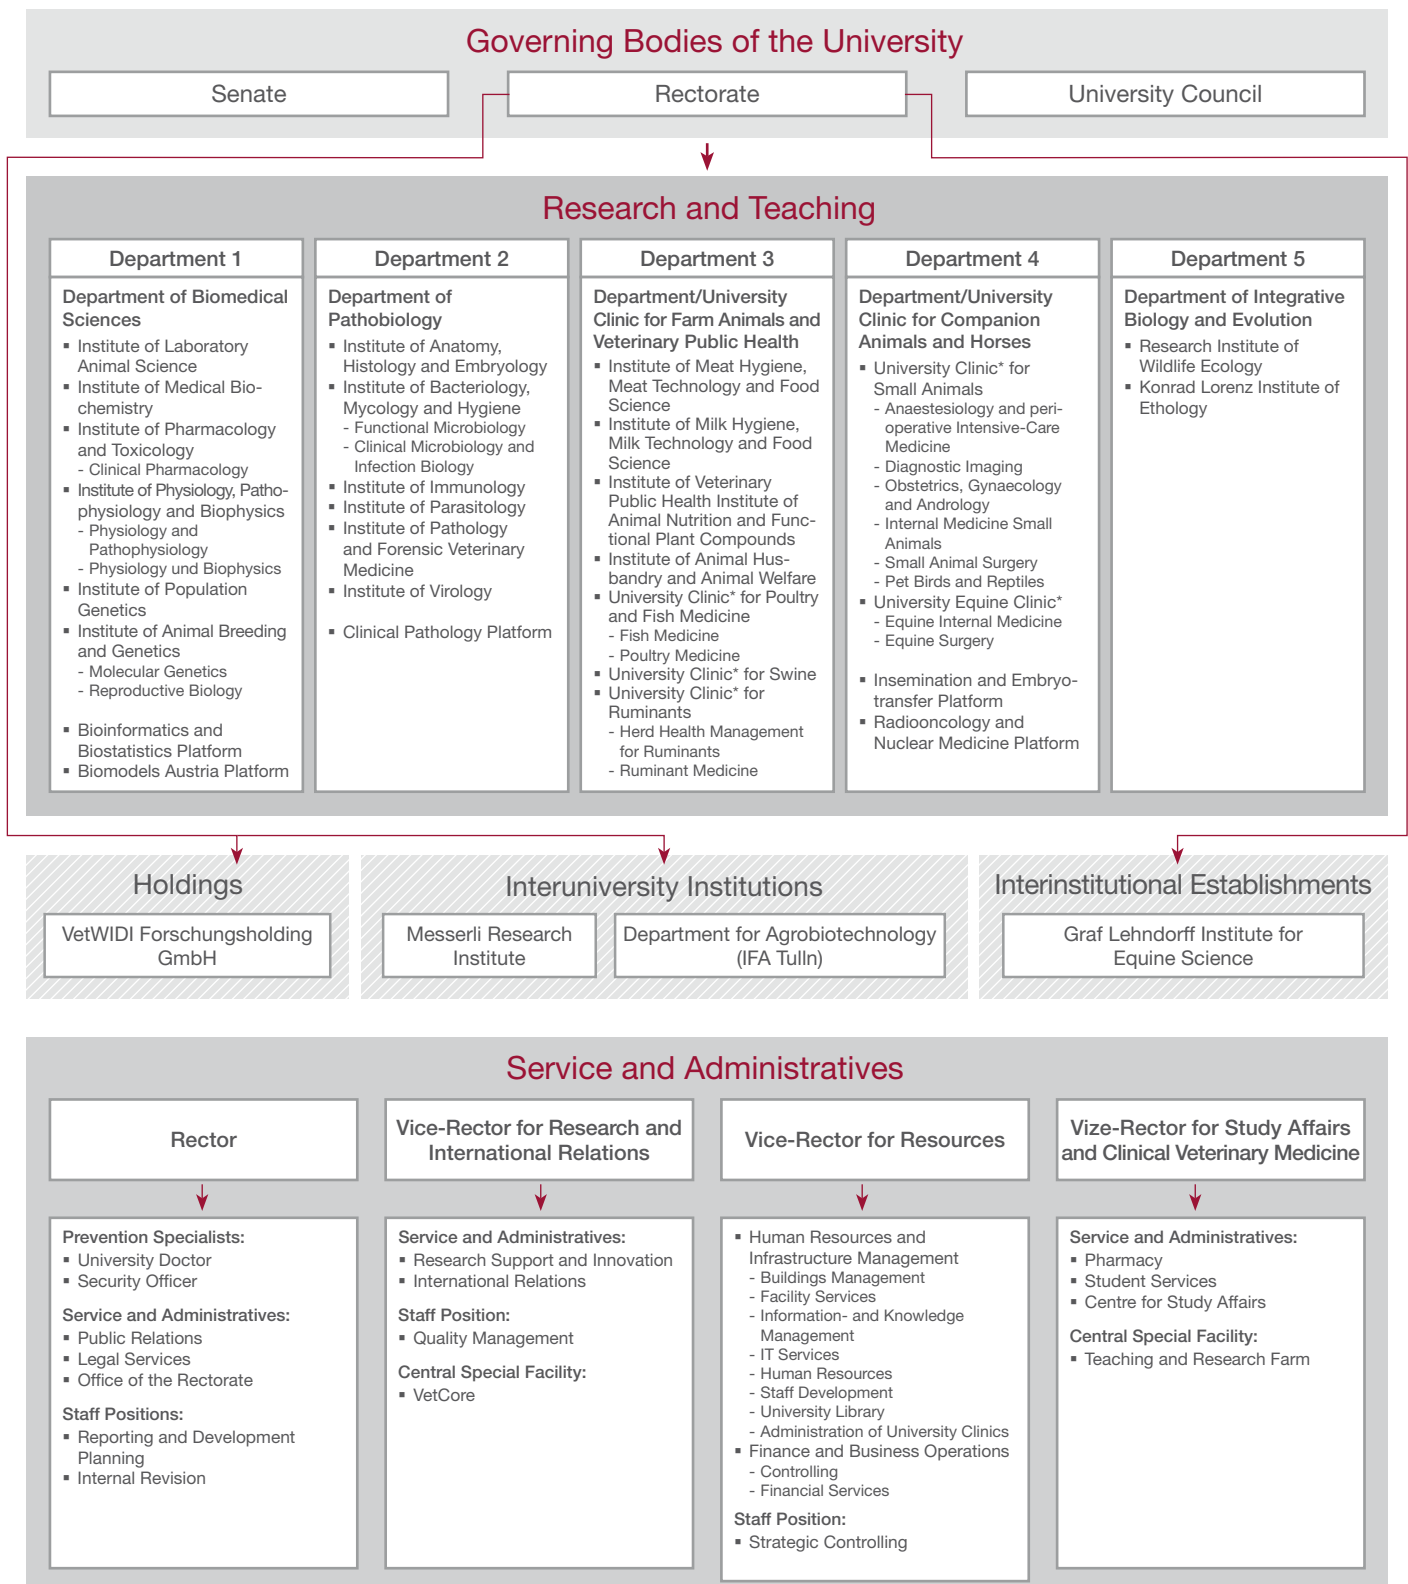 Governing Bodies of the University
Senate
Rectorate
University Council
Research and Teaching
Department 1
Department of Biomedical
Sciences
▪ Institute of Laboratory
Animal Science
▪ Institute of Medical Bio-
chemistry
▪ Institute of Pharmacology
and Toxicology
- Clinical Pharmacology
▪ Institute of Physiology, Patho-
physiology and Biophysics
- Physiology and
Pathophysiology
- Physiology und Biophysics
▪ Institute of Population
Genetics
▪ Institute of Animal Breeding
and Genetics
- Molecular Genetics
- Reproductive Biology
▪ Bioinformatics and
Biostatistics Platform
▪ Biomodels Austria Platform
Department 2
Department of
Pathobiology
▪ Institute of Anatomy,
Histology and Embryology
▪ Institute of Bacteriology,
Mycology and Hygiene
- Functional Microbiology
- Clinical Microbiology and
Infection Biology
▪ Institute of Immunology
▪ Institute of Parasitology
▪ Institute of Pathology
and Forensic Veterinary
Medicine
▪ Institute of Virology
▪ Clinical Pathology Platform
Department 3
Department/University
Clinic for Farm Animals and
Veterinary Public Health
▪ Institute of Meat Hygiene,
Meat Technology and Food
Science
▪ Institute of Milk Hygiene,
Milk Technology and Food
Science
▪ Institute of Veterinary
Public Health Institute of
Animal Nutrition and Func-
tional Plant Compounds
▪ Institute of Animal Hus-
bandry and Animal Welfare
▪ University Clinic* for Poultry
and Fish Medicine
- Fish Medicine
- Poultry Medicine
▪ University Clinic* for Swine
▪ University Clinic* for
Ruminants
- Herd Health Management
for Ruminants
- Ruminant Medicine
Department 4
Department/University
Clinic for Companion
Animals and Horses
▪ University Clinic* for
Small Animals
- Anaestesiology and peri-
operative Intensive-Care
Medicine
- Diagnostic Imaging
- Obstetrics, Gynaecology
and Andrology
- Internal Medicine Small
Animals
- Small Animal Surgery
- Pet Birds and Reptiles
▪ University Equine Clinic*
- Equine Internal Medicine
- Equine Surgery
▪ Insemination and Embryo-
transfer Platform
▪ Radiooncology and
Nuclear Medicine Platform
Department 5
Department of Integrative
Biology and Evolution
▪ Research Institute of
Wildlife Ecology
▪ Konrad Lorenz Institute of
Ethology
Holdings
VetWIDI Forschungsholding
GmbH
Interuniversity Institutions
Messerli Research
Institute
Department for Agrobiotechnology
(IFA Tulln)
Interinstitutional Establishments
Graf Lehndorff Institute for
Equine Science
Service and Administratives
Rector
Prevention Specialists:
▪ University Doctor
▪ Security Officer
Service and Administratives:
▪ Public Relations
▪ Legal Services
▪ Office of the Rectorate
Staff Positions:
▪ Reporting and Development
Planning
▪ Internal Revision
Vice-Rector for Research and
International Relations
Service and Administratives:
▪ Research Support and Innovation
▪ International Relations
Staff Position:
▪ Quality Management
Central Special Facility:
▪ VetCore
Vice-Rector for Resources
▪ Human Resources and
Infrastructure Management
- Buildings Management
- Facility Services
- Information- and Knowledge
Management
- IT Services
- Human Resources
- Staff Development
- University Library
- Administration of University Clinics
▪ Finance and Business Operations
- Controlling
- Financial Services
Staff Position:
▪ Strategic Controlling
Vize-Rector for Study Affairs
and Clinical Veterinary Medicine
Service and Administratives:
▪ Pharmacy
▪ Student Services
▪ Centre for Study Affairs
Central Special Facility:
▪ Teaching and Research Farm